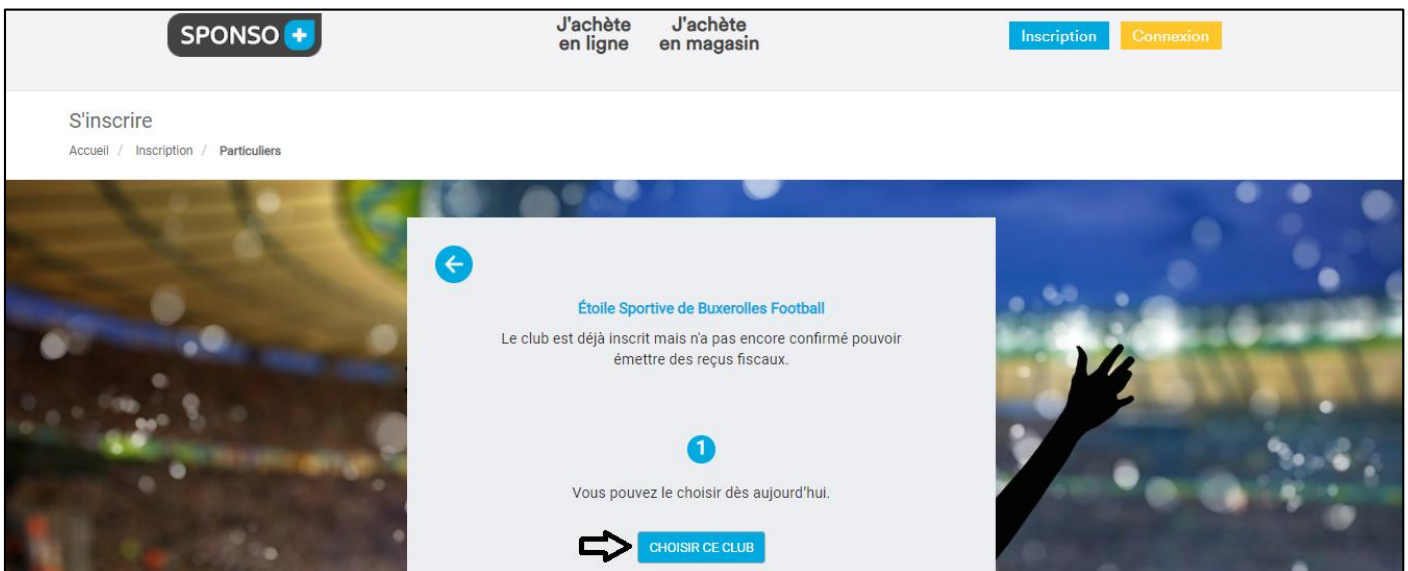 SPONSO +
J'achète
en ligne
J'achète
en magasin
Inscription
Connexion
S'inscrire
Accueil / Inscription / Particuliers
Étoile Sportive de Buxerolles Football
Le club est déjà inscrit mais n'a pas encore confirmé pouvoir
émettre des reçus fiscaux.
1
Vous pouvez le choisir dès aujourd'hui.
CHOISIR CE CLUB